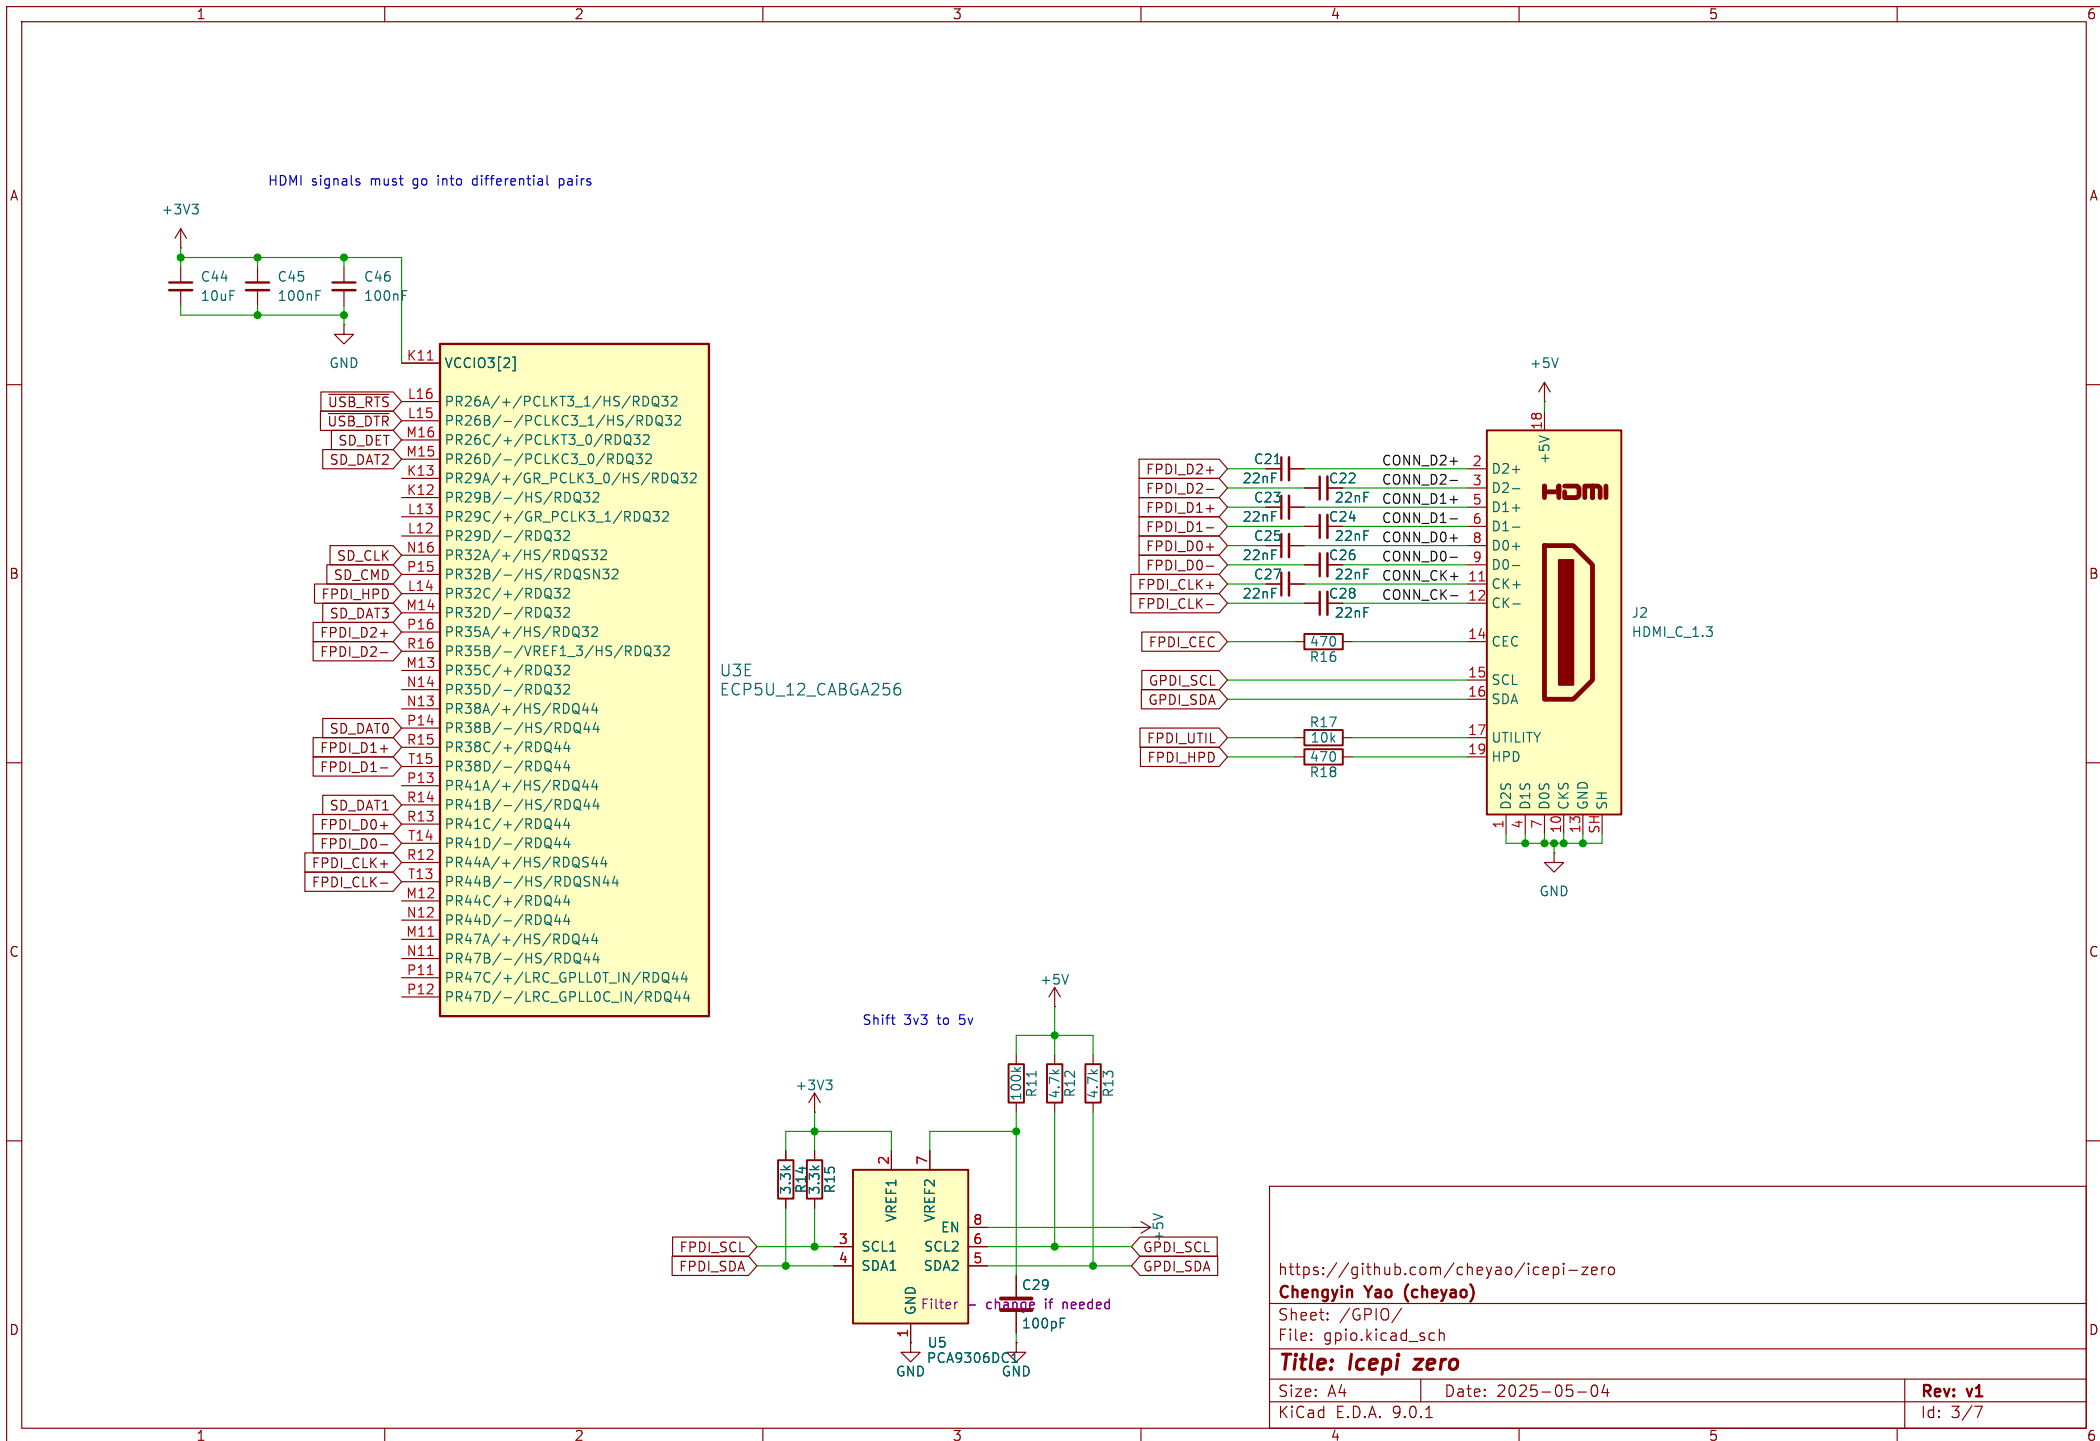 1 2 3 4 5 6
A A
B B
C C
D D
HDMI signals must go into differential pairs
+3V3
C44
10uF
C45
100nF
C46
100nF
GND
K11 VCCIO3[2]
USB_RTS L16 PR26A/+/PCLKT3_1/HS/RDQ32
USB_DTR L15 PR26B/-/PCLKC3_1/HS/RDQ32
SD_DET M16 PR26C/+/PCLKT3_0/RDQ32
SD_DAT2 M15 PR26D/-/PCLKC3_0/RDQ32
K13 PR29A/+/GR_PCLK3_0/HS/RDQ32
K12 PR29B/-/HS/RDQ32
L13 PR29C/+/GR_PCLK3_1/RDQ32
L12 PR29D/-/RDQ32
SD_CLK N16 PR32A/+/HS/RDQS32
SD_CMD P15 PR32B/-/HS/RDQSN32
FPDI_HPD L14 PR32C/+/RDQ32
SD_DAT3 M14 PR32D/-/RDQ32
FPDI_D2+ P16 PR35A/+/HS/RDQ32
FPDI_D2- R16 PR35B/-/VREF1_3/HS/RDQ32
M13 PR35C/+/RDQ32
N14 PR35D/-/RDQ32
N13 PR38A/+/HS/RDQ44
SD_DAT0 P14 PR38B/-/HS/RDQ44
FPDI_D1+ R15 PR38C/+/RDQ44
FPDI_D1- T15 PR38D/-/RDQ44
P13 PR41A/+/HS/RDQ44
SD_DAT1 R14 PR41B/-/HS/RDQ44
FPDI_D0+ R13 PR41C/+/RDQ44
FPDI_D0- T14 PR41D/-/RDQ44
FPDI_CLK+ R12 PR44A/+/HS/RDQS44
FPDI_CLK- T13 PR44B/-/HS/RDQSN44
M12 PR44C/+/RDQ44
N12 PR44D/-/RDQ44
M11 PR47A/+/HS/RDQ44
N11 PR47B/-/HS/RDQ44
P11 PR47C/+/LRC_GPLL0T_IN/RDQ44
P12 PR47D/-/LRC_GPLL0C_IN/RDQ44
U3E
ECP5U_12_CABGA256
+5V
18
+5V
FPDI_D2+ C21 22nF CONN_D2+ 2 D2+
FPDI_D2- C22 22nF CONN_D2- 3 D2-
FPDI_D1+ C23 22nF CONN_D1+ 5 D1+
FPDI_D1- C24 22nF CONN_D1- 6 D1-
FPDI_D0+ C25 22nF CONN_D0+ 8 D0+
FPDI_D0- C26 22nF CONN_D0- 9 D0-
FPDI_CLK+ C27 22nF CONN_CK+ 11 CK+
FPDI_CLK- C28 22nF CONN_CK- 12 CK-
HDMI
FPDI_CEC 470 R16 14 CEC
GPDI_SCL 15 SCL
GPDI_SDA 16 SDA
FPDI_UTIL R17 10k 17 UTILITY
FPDI_HPD 470 R18 19 HPD
J2
HDMI_C_1.3
D2S D1S D0S CKS GND SH
1 4 7 10 13 SH
GND
Shift 3v3 to 5v
+5V
100k R11 4.7k R12 4.7k R13
+3V3
3.3k R14 3.3k R15
2 7
VREF1 VREF2
EN 8 +5V
FPDI_SCL 3 SCL1 SCL2 6 GPDI_SCL
FPDI_SDA 4 SDA1 SDA2 5 GPDI_SDA
GND
1
C29
Filter - change if needed
100pF
U5
PCA9306DC1
GND GND
https://github.com/cheyao/icepi-zero
Chengyin Yao (cheyao)
Sheet: /GPIO/
File: gpio.kicad_sch
Title: Icepi zero
Size: A4 Date: 2025-05-04 Rev: v1
KiCad E.D.A. 9.0.1 Id: 3/7
1 2 3 4 5 6